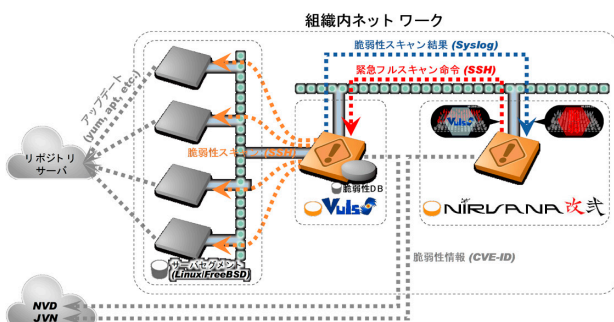 組織内ネットワーク
脆弱性スキャン結果 (Syslog)
緊急フルスキャン命令 (SSH)
アップデート
(yum, apt, etc.)
リポジトリ
サーバ
脆弱性スキャン (SSH)
Vuls
脆弱性DB
Vuls
NIRVANA改弐
サーバセグメント
(Linux/FreeBSD)
脆弱性情報 (CVE-ID)
NVD
JVN